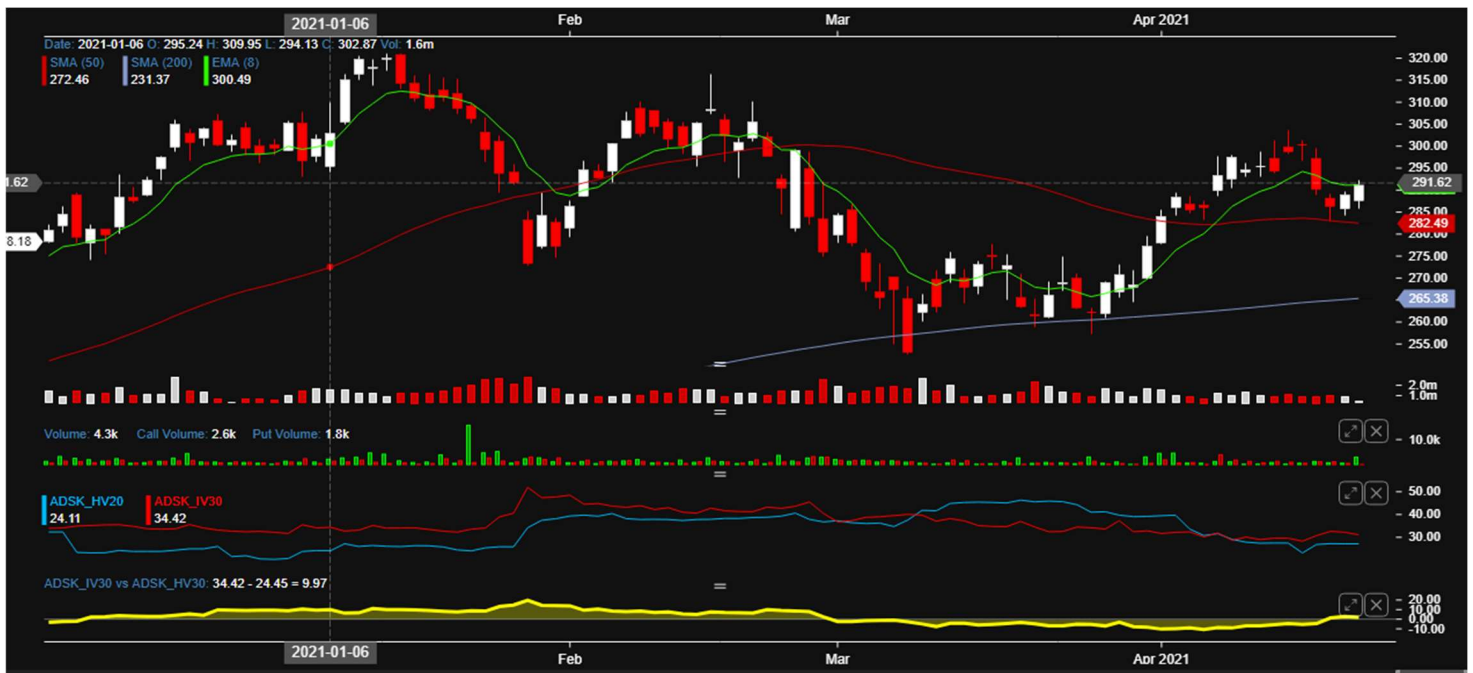 2021-01-06 Feb Mar Apr 2021
Date: 2021-01-06 O: 295.24 H: 309.95 L: 294.13 C: 302.87 Vol: 1.6m
SMA (50) SMA (200) EMA (8)
272.46 231.37 300.49
320.00
315.00
310.00
305.00
300.00
295.00
1.62 291.62
285.00
282.49
8.18 280.00
275.00
270.00
265.38
260.00
255.00
2.0m
1.0m
Volume: 4.3k Call Volume: 2.6k Put Volume: 1.8k
10.0k
ADSK_HV20 ADSK_IV30
24.11 34.42
50.00
40.00
30.00
ADSK_IV30 vs ADSK_HV30: 34.42 - 24.45 = 9.97
20.00
10.00
0.00
-10.00
2021-01-06 Feb Mar Apr 2021